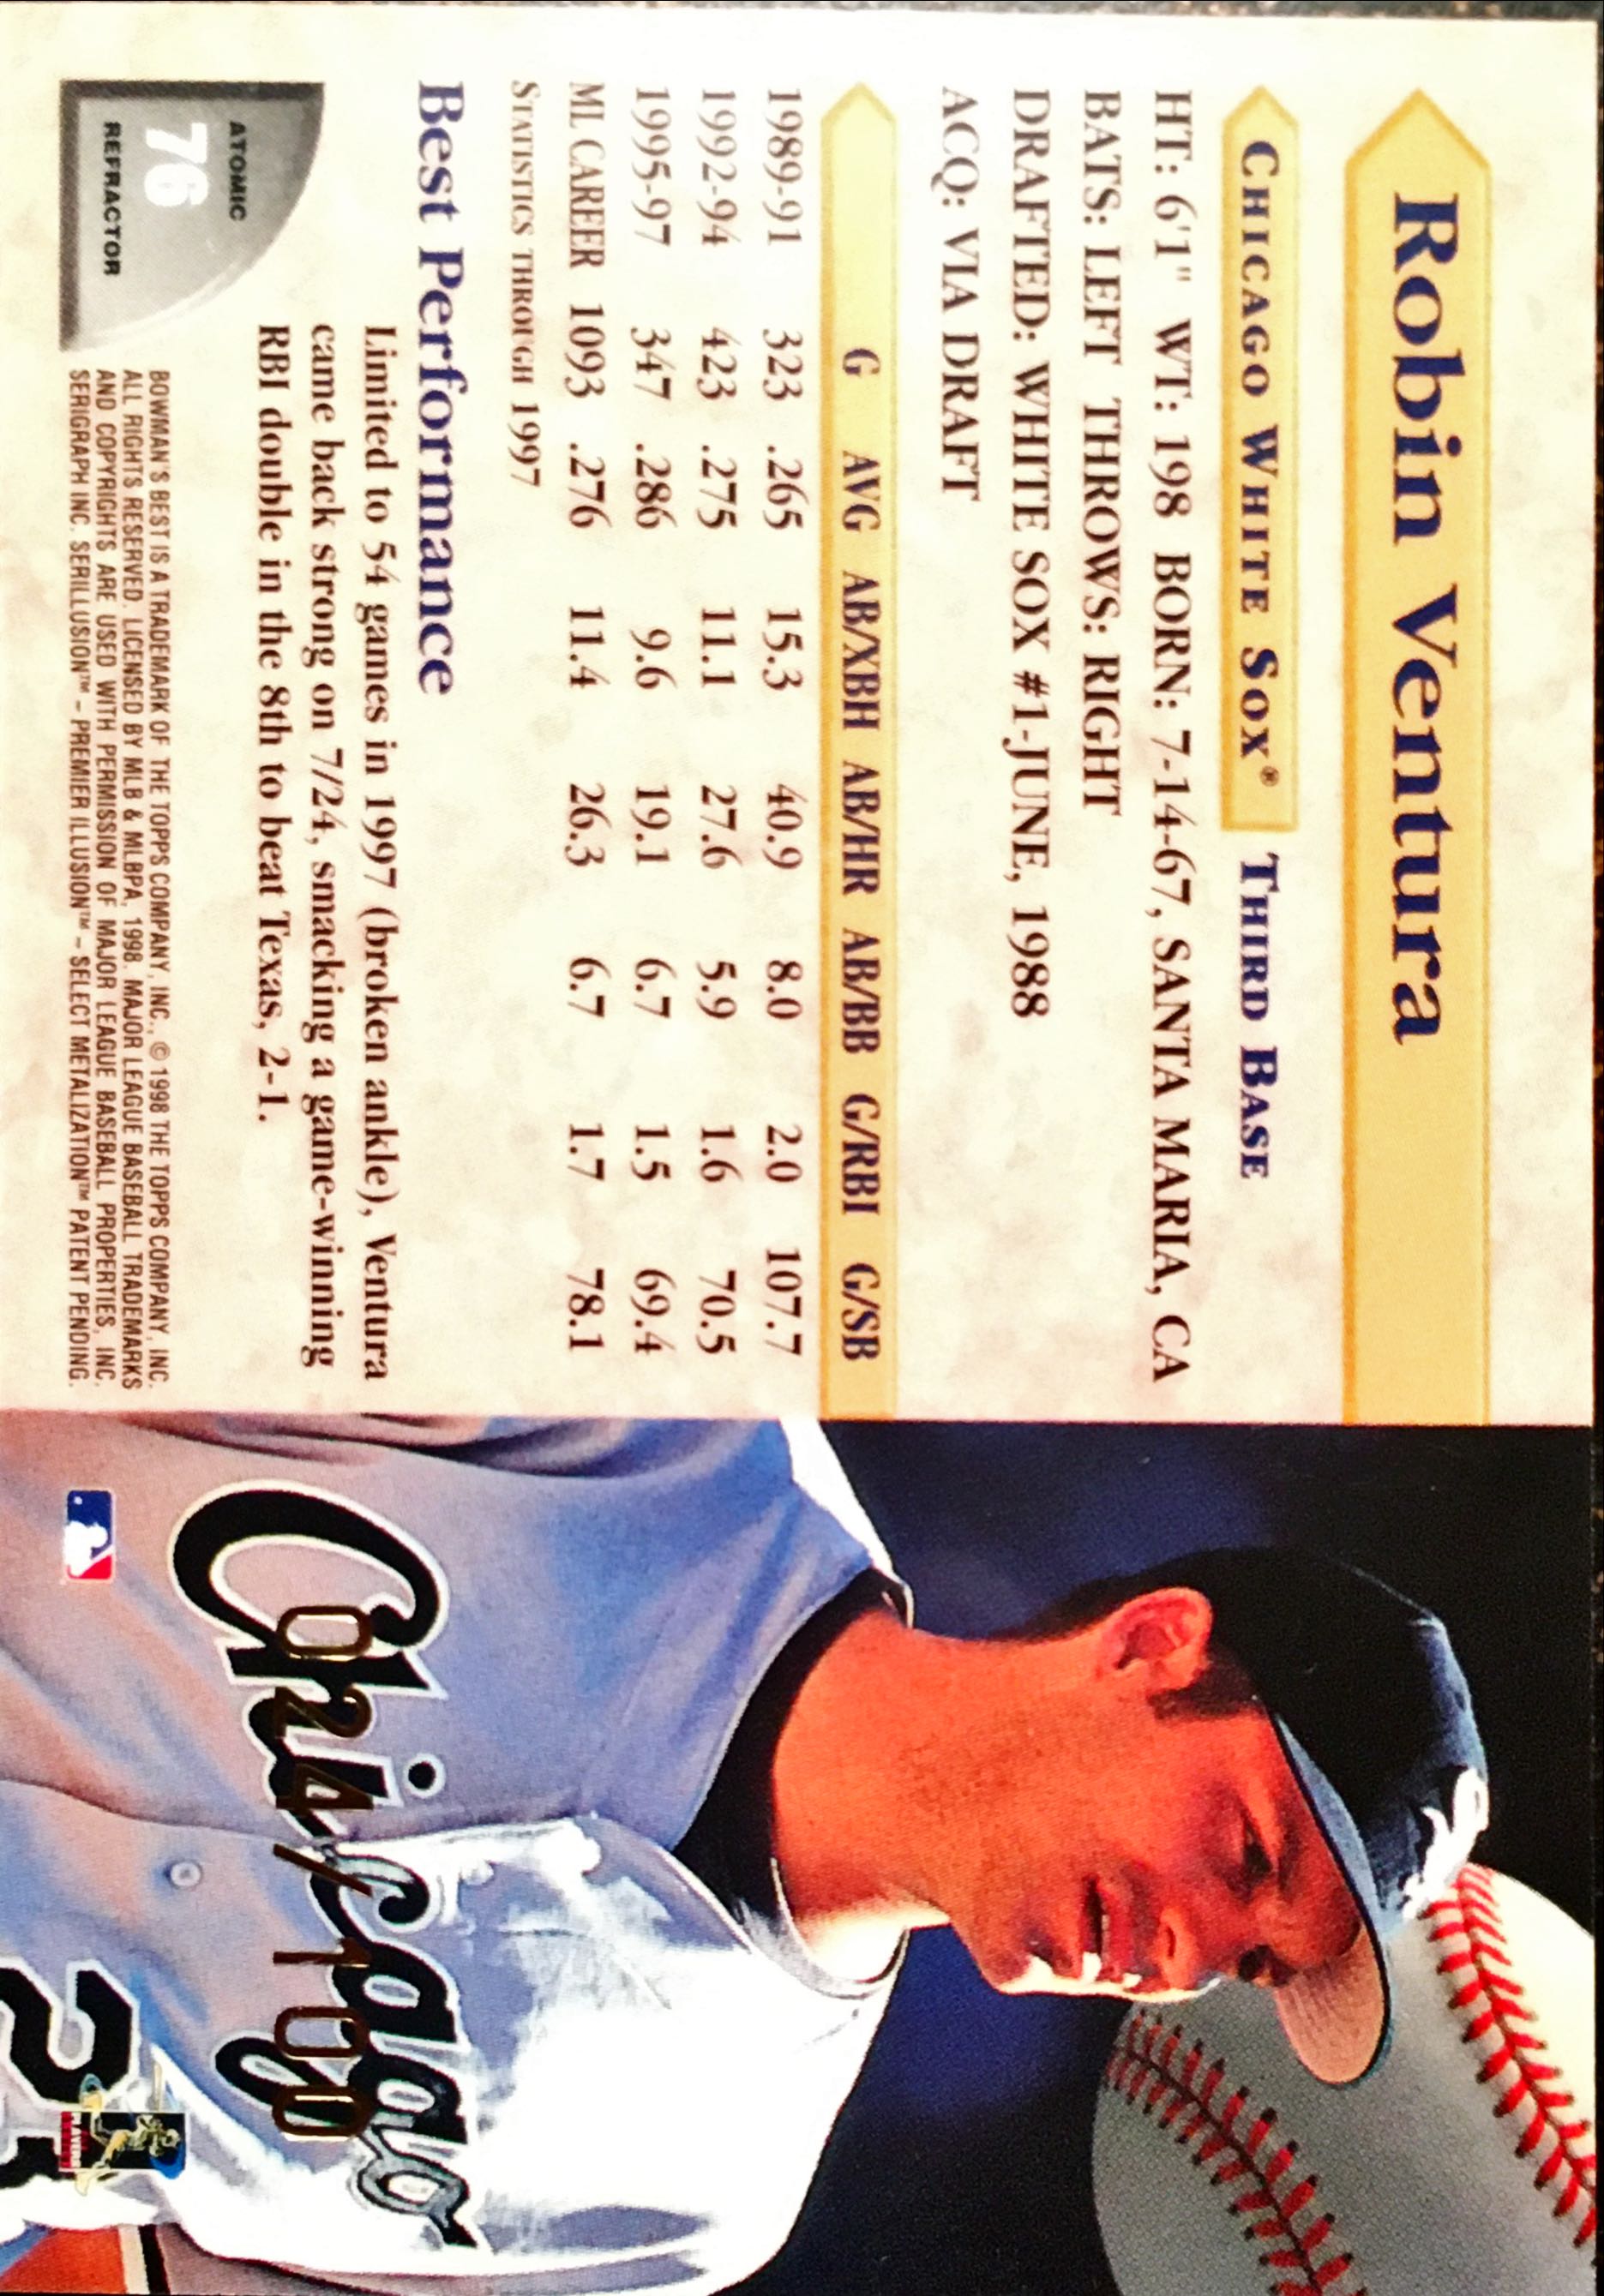 Robin Ventura
CHICAGO WHITE SOX® THIRD BASE
HT: 6'1" WT: 198 BORN: 7-14-67, SANTA MARIA, CA
BATS: LEFT THROWS: RIGHT
DRAFTED: WHITE SOX #1-JUNE, 1988
ACQ: VIA DRAFT
G AVG AB/XBH AB/HR AB/BB G/RBI G/SB
1989-91 323 .265 15.3 40.9 8.0 2.0 107.7
1992-94 423 .275 11.1 27.6 5.9 1.6 70.5
1995-97 347 .286 9.6 19.1 6.7 1.5 69.4
ML CAREER 1093 .276 11.4 26.3 6.7 1.7 78.1
STATISTICS THROUGH 1997
Best Performance
Limited to 54 games in 1997 (broken ankle), Ventura
came back strong on 7/24, smacking a game-winning
RBI double in the 8th to beat Texas, 2-1.
ATOMIC
76
REFRACTOR
BOWMAN'S BEST IS A TRADEMARK OF THE TOPPS COMPANY, INC., © 1998 THE TOPPS COMPANY, INC.
ALL RIGHTS RESERVED. LICENSED BY MLB & MLBPA, 1998. MAJOR LEAGUE BASEBALL TRADEMARKS
AND COPYRIGHTS ARE USED WITH PERMISSION OF MAJOR LEAGUE BASEBALL PROPERTIES, INC.
SERIGRAPH INC. SERILLUSION™ – PREMIER ILLUSION™ – SELECT METALIZATION™ PATENT PENDING.
Chicago
024/100
2